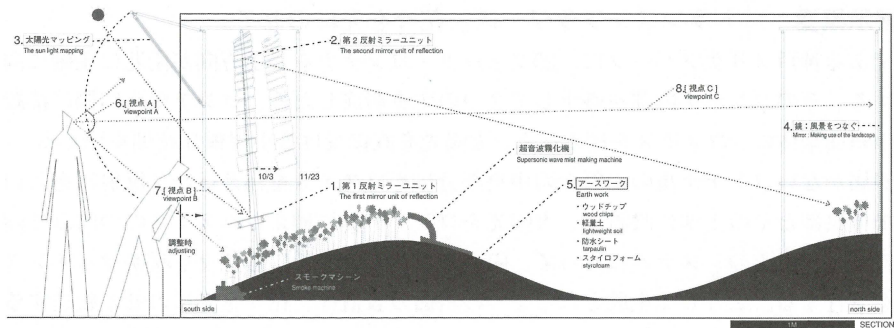 3. 太陽光マッピング
The sun light mapping
2. 第2反射ミラーユニット
The second mirror unit of reflection
6.[視点A]
viewpoint A
8.[視点C]
viewpoint C
4. 鏡：風景をつなぐ
Mirror : Making use of the landscape
超音波霧化機
Supersonic wave mist making machine
10/3 11/23
7.[視点B]
viewpoint B
1. 第1反射ミラーユニット
The first mirror unit of reflection
5. アースワーク
Earth work
・ウッドチップ
wood chips
・軽量土
lightweight soil
・防水シート
tarpaulin
・スタイロフォーム
styrofoam
調整時
adjusting
スモークマシーン
Smoke machine
south side
north side
1M SECTION